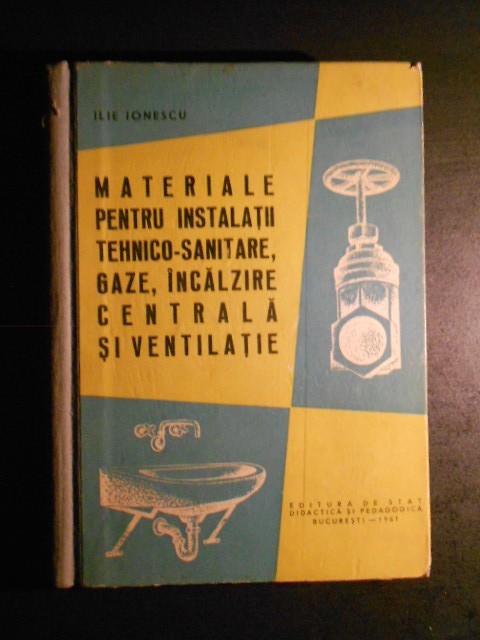 ILIE IONESCU
MATERIALE
PENTRU INSTALAȚII
TEHNICO-SANITARE,
GAZE, ÎNCĂLZIRE
CENTRALĂ
ȘI VENTILAȚIE
EDITURA DE STAT
DIDACTICĂ ȘI PEDAGOGICĂ
BUCUREȘTI — 1961